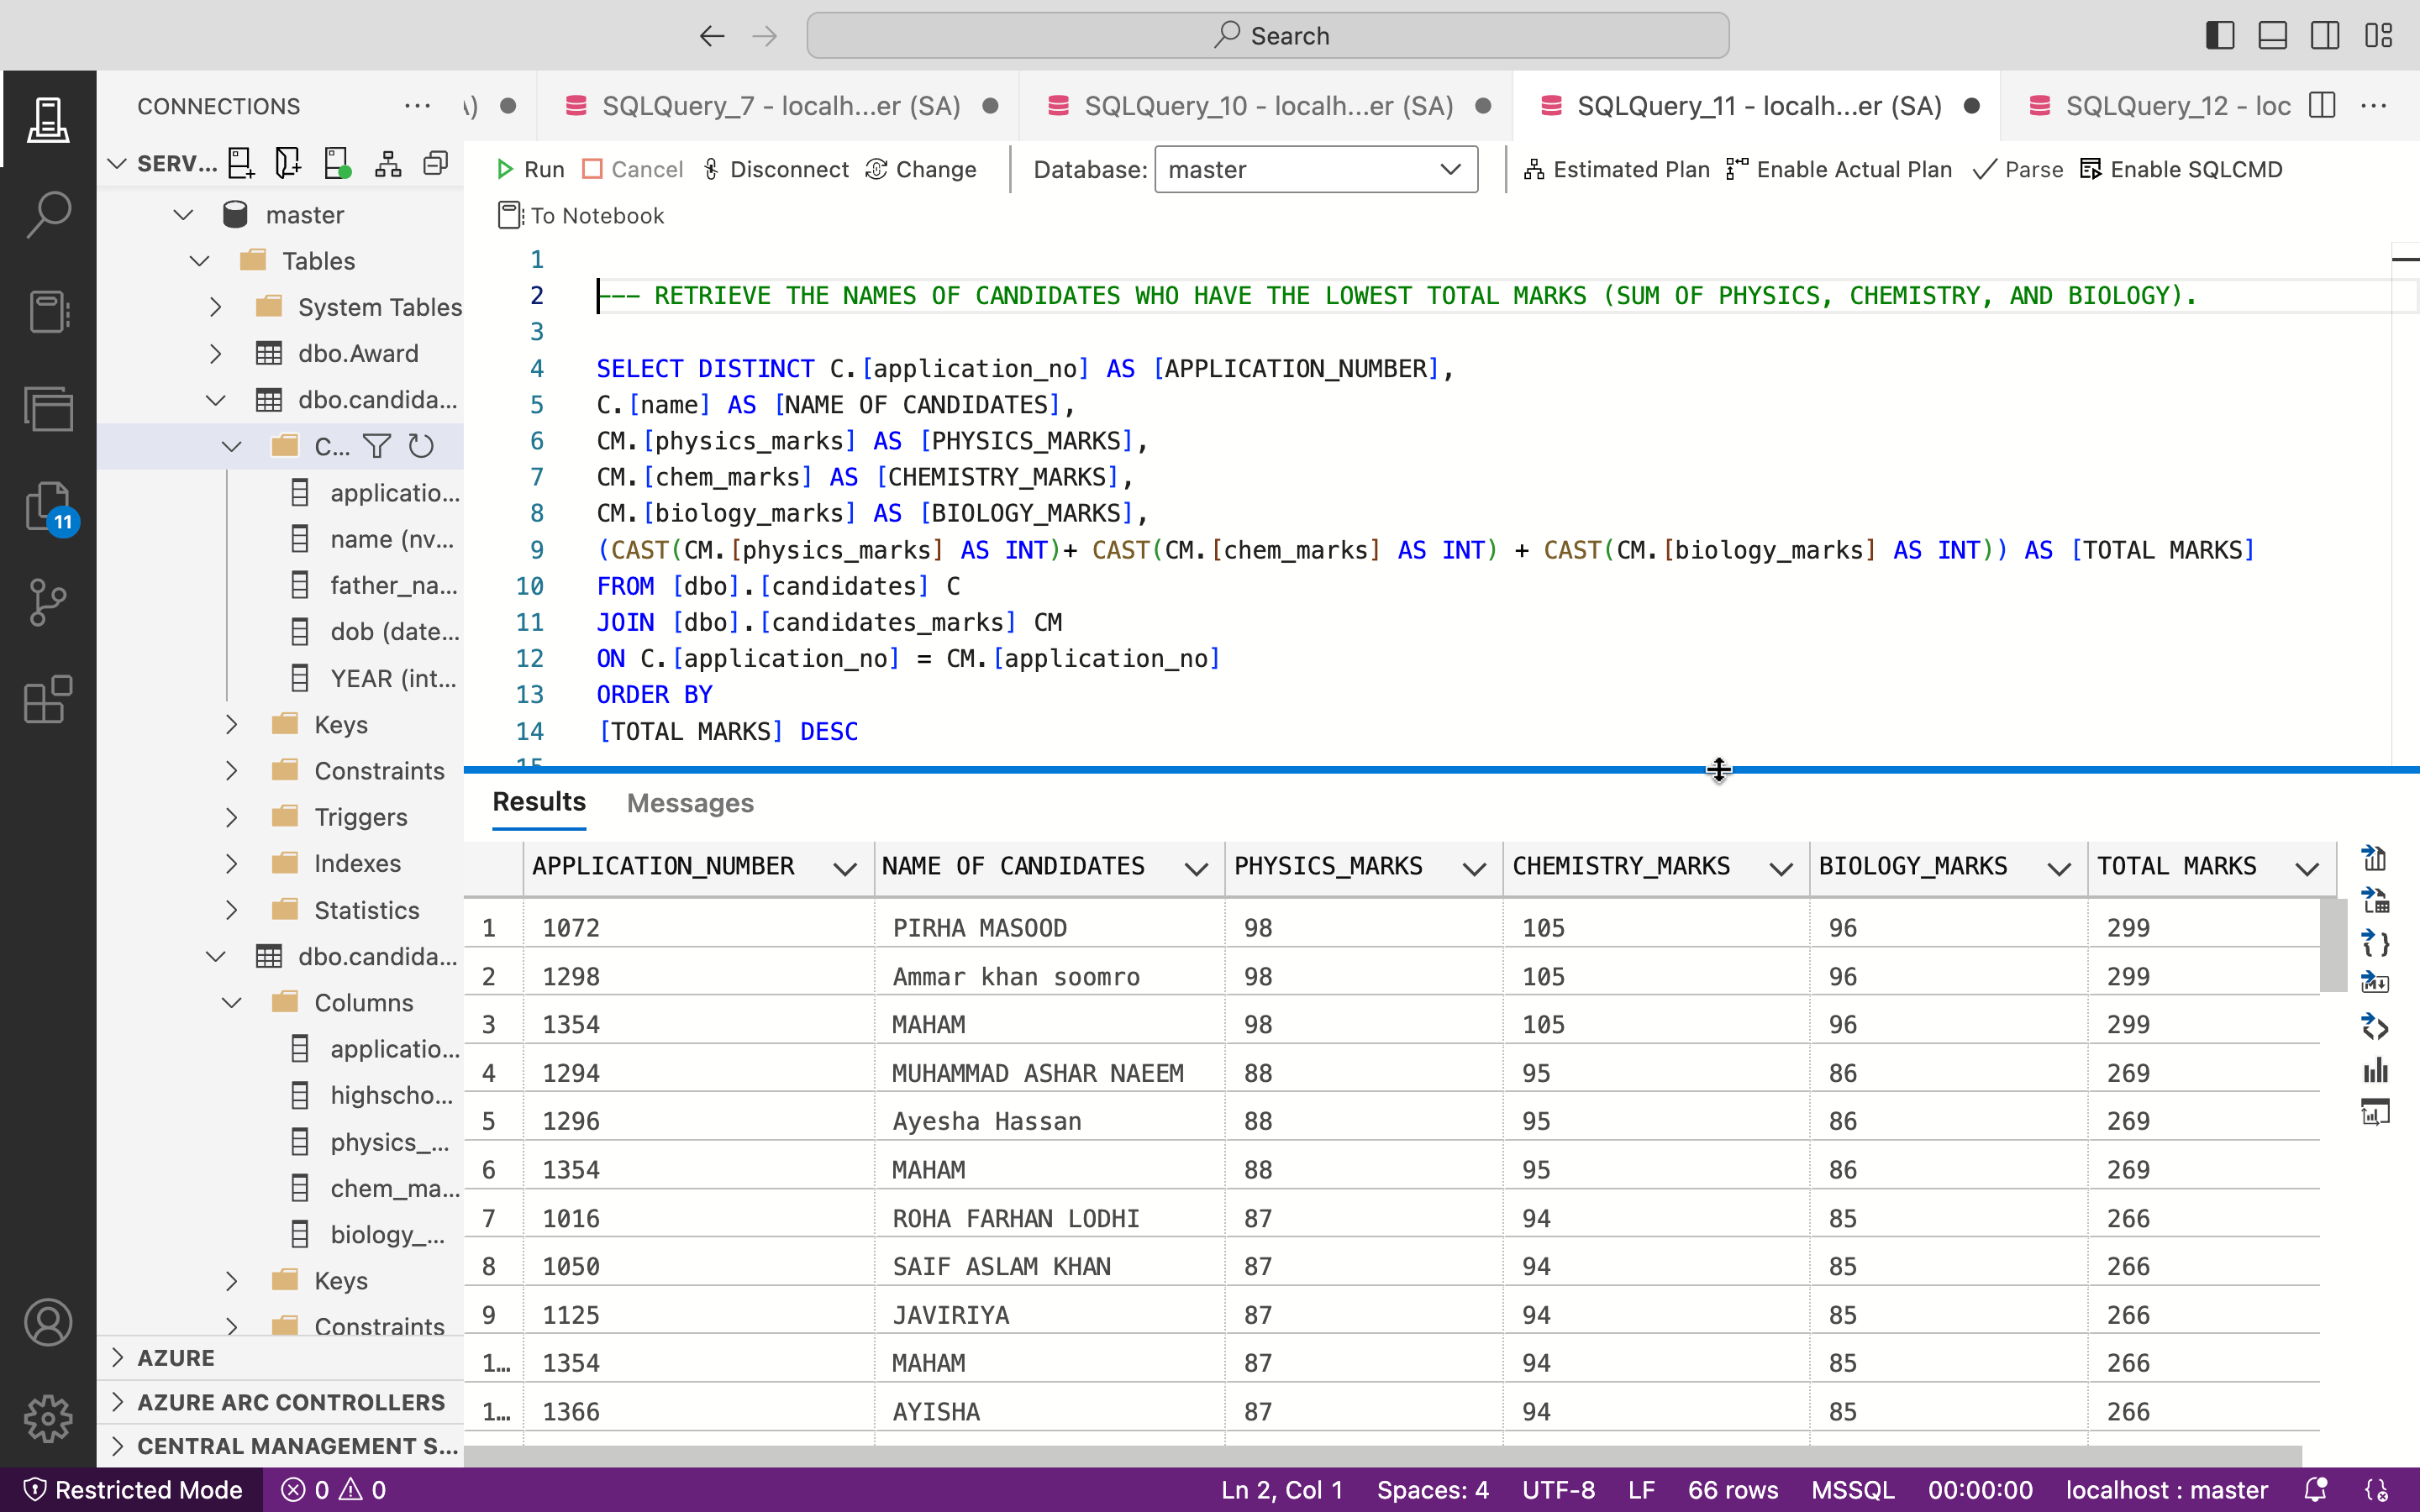 Search
CONNECTIONS
A)
SQLQuery_7 - localh...er (SA)
SQLQuery_10 - localh...er (SA)
SQLQuery_11 - localh...er (SA)
SQLQuery_12 - loc
SERV...
Run
Cancel
Disconnect
Change
Database:
master
Estimated Plan
Enable Actual Plan
Parse
Enable SQLCMD
To Notebook
master
Tables
System Tables
dbo.Award
dbo.candida...
C...
applicatio...
name (nv...
father_na...
dob (date...
YEAR (int...
Keys
Constraints
Triggers
Indexes
Statistics
dbo.candida...
Columns
applicatio...
highscho...
physics_...
chem_ma...
biology_...
Keys
Constraints
AZURE
AZURE ARC CONTROLLERS
CENTRAL MANAGEMENT S...
11
1
2 --- RETRIEVE THE NAMES OF CANDIDATES WHO HAVE THE LOWEST TOTAL MARKS (SUM OF PHYSICS, CHEMISTRY, AND BIOLOGY).
3
4 SELECT DISTINCT C.[application_no] AS [APPLICATION_NUMBER],
5 C.[name] AS [NAME OF CANDIDATES],
6 CM.[physics_marks] AS [PHYSICS_MARKS],
7 CM.[chem_marks] AS [CHEMISTRY_MARKS],
8 CM.[biology_marks] AS [BIOLOGY_MARKS],
9 (CAST(CM.[physics_marks] AS INT)+ CAST(CM.[chem_marks] AS INT) + CAST(CM.[biology_marks] AS INT)) AS [TOTAL MARKS]
10 FROM [dbo].[candidates] C
11 JOIN [dbo].[candidates_marks] CM
12 ON C.[application_no] = CM.[application_no]
13 ORDER BY
14 [TOTAL MARKS] DESC
15
Results Messages
APPLICATION_NUMBER NAME OF CANDIDATES PHYSICS_MARKS CHEMISTRY_MARKS BIOLOGY_MARKS TOTAL MARKS
1 1072 PIRHA MASOOD 98 105 96 299
2 1298 Ammar khan soomro 98 105 96 299
3 1354 MAHAM 98 105 96 299
4 1294 MUHAMMAD ASHAR NAEEM 88 95 86 269
5 1296 Ayesha Hassan 88 95 86 269
6 1354 MAHAM 88 95 86 269
7 1016 ROHA FARHAN LODHI 87 94 85 266
8 1050 SAIF ASLAM KHAN 87 94 85 266
9 1125 JAVIRIYA 87 94 85 266
1... 1354 MAHAM 87 94 85 266
1... 1366 AYISHA 87 94 85 266
Restricted Mode 0 0 Ln 2, Col 1 Spaces: 4 UTF-8 LF 66 rows MSSQL 00:00:00 localhost : master